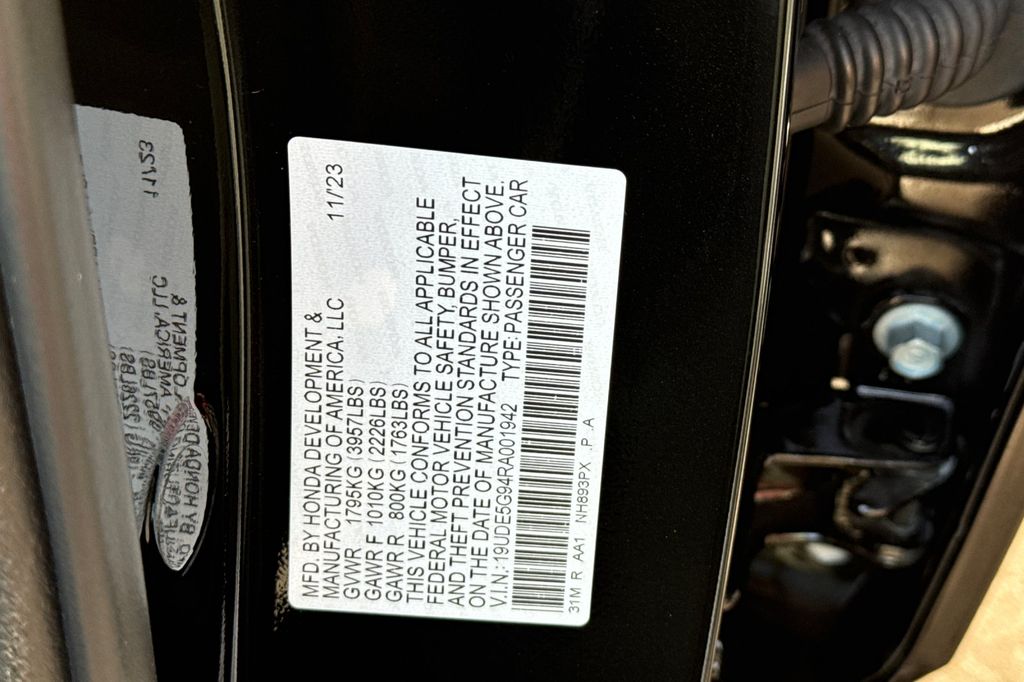 MFD. BY HONDA DEVELOPMENT &
MANUFACTURING OF AMERICA, LLC 11/'23
GVWR 1795KG (3957LBS)
GAWR F 1010KG (2226LBS)
GAWR R 800KG (1763LBS)
THIS VEHICLE CONFORMS TO ALL APPLICABLE
FEDERAL MOTOR VEHICLE SAFETY, BUMPER,
AND THEFT PREVENTION STANDARDS IN EFFECT
ON THE DATE OF MANUFACTURE SHOWN ABOVE.
V.I.N.: 19UDE5G94RA001942 TYPE: PASSENGER CAR
31M R AA1 NH893PX .P .A